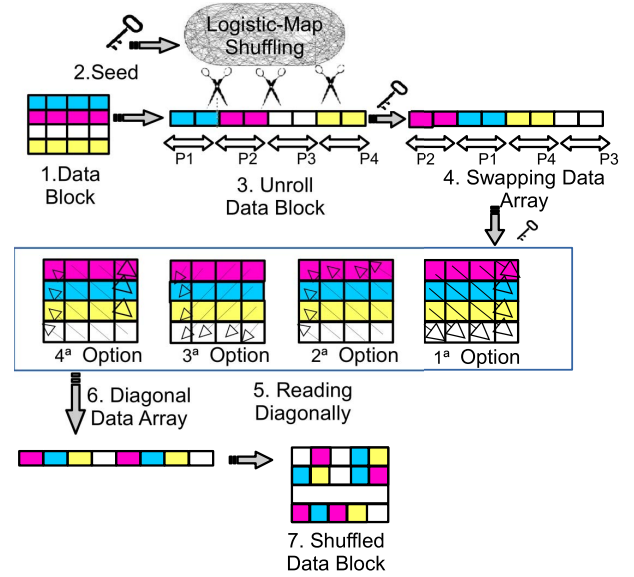 Logistic-Map
Shuffling
2.Seed
1.Data
Block
P1 P2 P3 P4
3. Unroll
Data Block
P2 P1 P4 P3
4. Swapping Data
Array
4ª Option
3ª Option
2ª Option
1ª Option
5. Reading
Diagonally
6. Diagonal
Data Array
7. Shuffled
Data Block